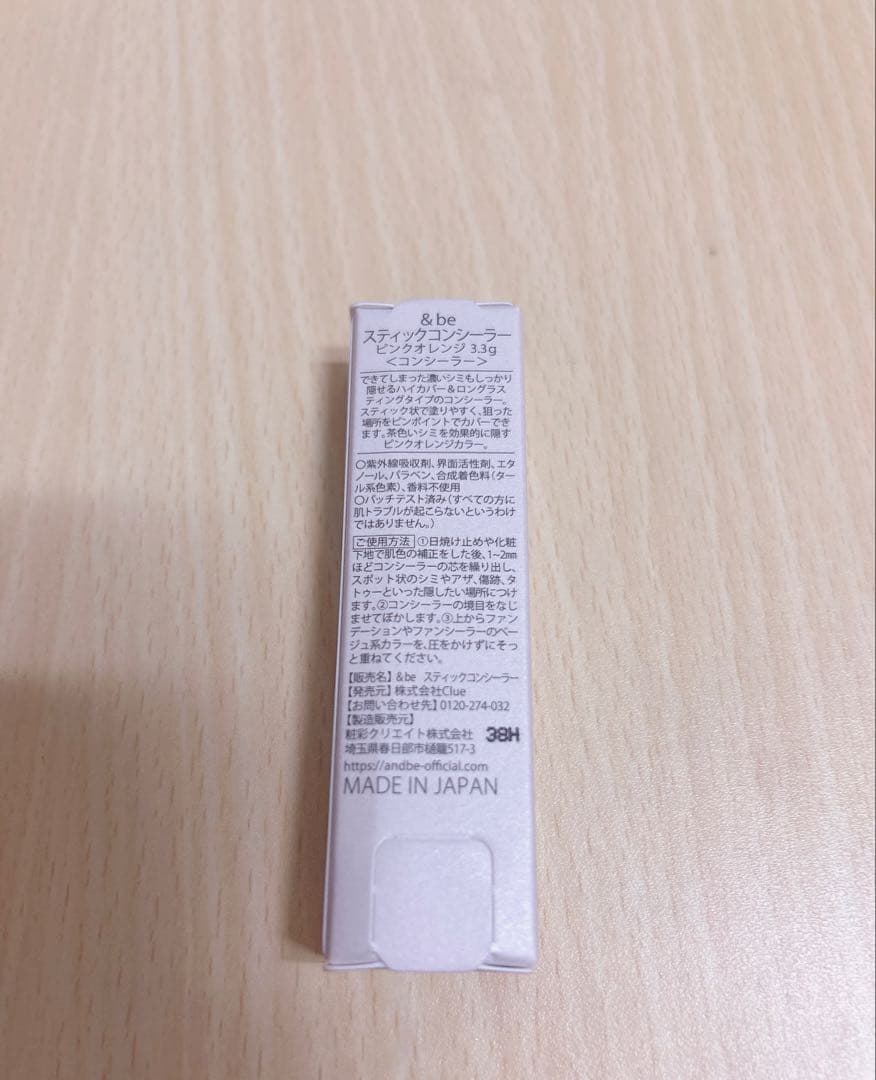 &be
スティックコンシーラー
ピンクオレンジ 3.3g
＜コンシーラー＞
できてしまった濃いシミもしっかり
隠せるハイカバー＆ロングラス
ティングタイプのコンシーラー。
スティック状で塗りやすく、狙った
場所をピンポイントでカバーでき
ます。茶色いシミを効果的に隠す
ピンクオレンジカラー。
○紫外線吸収剤、界面活性剤、エタ
ノール、パラベン、合成着色料（ター
ル系色素）、香料不使用
○パッチテスト済み（すべての方に
肌トラブルが起こらないというわけ
ではありません。）
ご使用方法 ①日焼け止めや化粧
下地で肌色の補正をした後、1~2㎜
ほどコンシーラーの芯を繰り出し、
スポット状のシミやアザ、傷跡、タ
トゥーといった隠したい場所につけ
ます。②コンシーラーの境目をなじ
ませてぼかします。③上からファン
デーションやファンシーラーのベー
ジュ系カラーを、圧をかけずにそっ
と重ねてください。
【販売名】&be スティックコンシーラー
【発売元】株式会社Clue
【お問い合わせ先】0120-274-032
【製造販売元】
粧彩クリエイト株式会社 38H
埼玉県春日部市樋籠517-3
https://andbe-official.com
MADE IN JAPAN